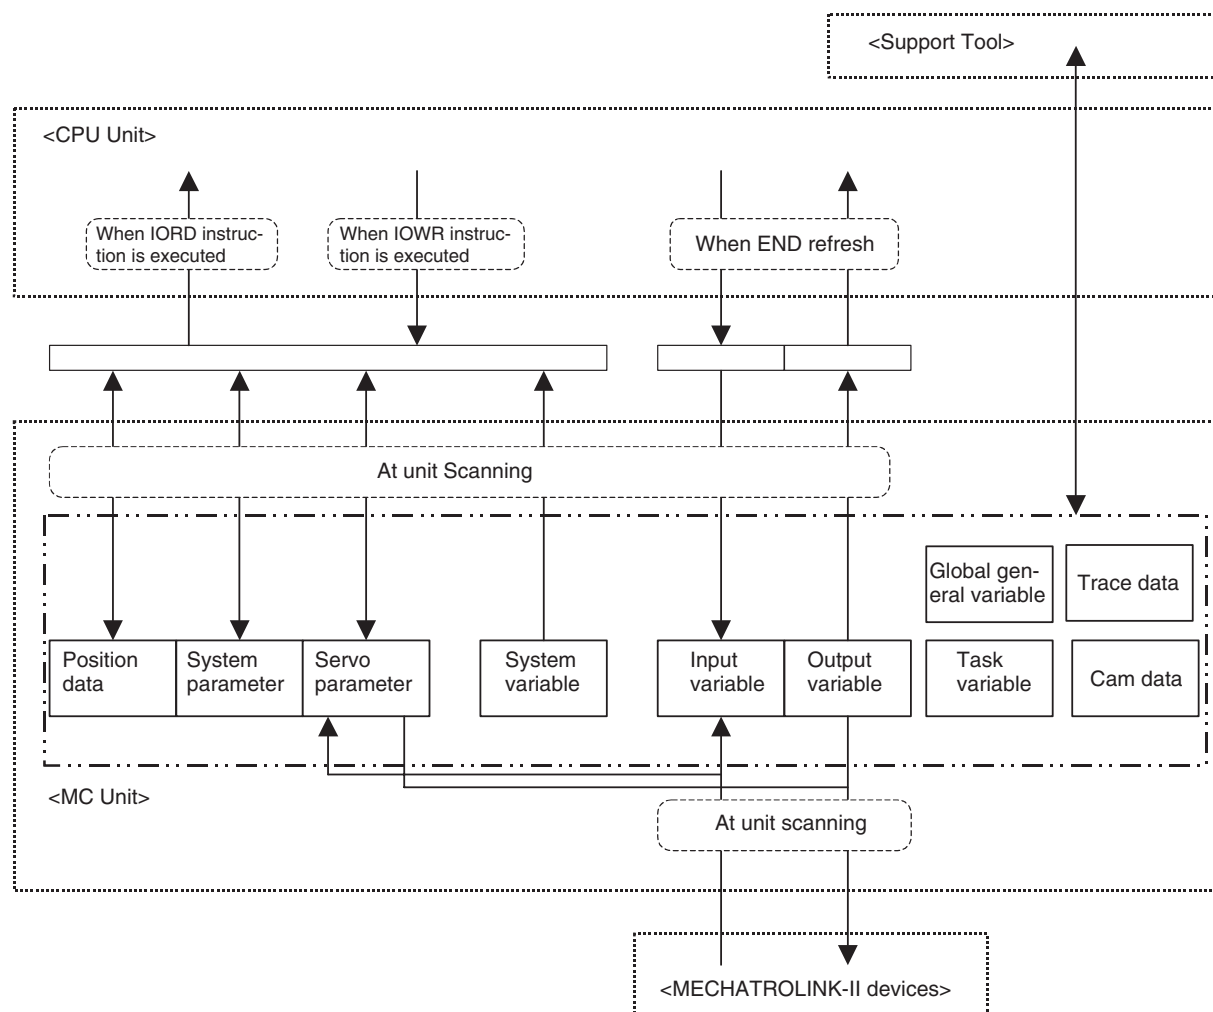 <Support Tool>
<CPU Unit>
When IORD instruc-
tion is executed
When IOWR instruc-
tion is executed
When END refresh
At unit Scanning
Global gen-
eral variable
Trace data
Position
data
System
parameter
Servo
parameter
System
variable
Input
variable
Output
variable
Task
variable
Cam data
<MC Unit>
At unit scanning
<MECHATROLINK-II devices>